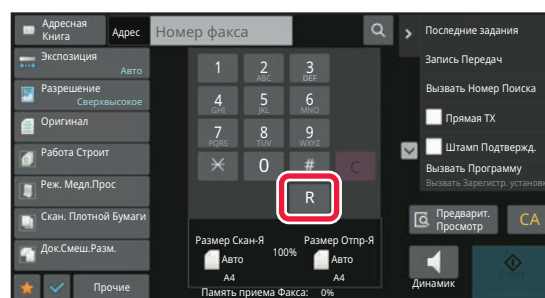 Адресная
Книга
Адрес
Номер факса
Последние задания
Экспозиция
Авто
Разрешение
Сверхвысокое
Оригинал
Работа Строит
Реж. Медл.Прос
Скан. Плотной Бумаги
Док.Смеш.Разм.
Прочие
1
2
ABC
3
DEF
4
GHI
5
JKL
6
MNO
7
PQRS
8
TUV
9
WXYZ
0
#
C
R
Размер Скан-Я
Авто
A4
100%
Размер Отпр-Я
Авто
A4
Память приема Факса: 0%
Запись Передач
Вызвать Номер Поиска
Прямая TX
Штамп Подтвержд.
Вызвать Программу
Вызвать Зарегистр. установк
Предварит.
Просмотр
CA
Динамик
Старт